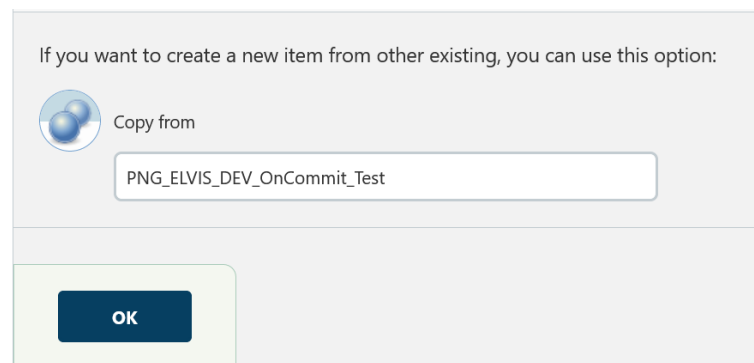 If you want to create a new item from other existing, you can use this option:
Copy from
PNG_ELVIS_DEV_OnCommit_Test
OK